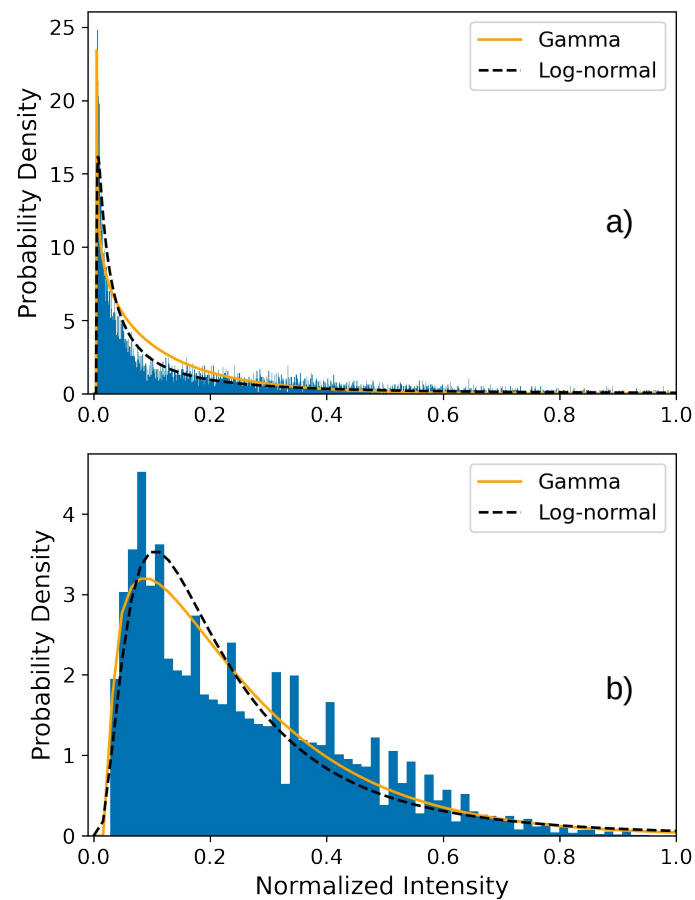 25
20
15
10
5
0
Probability Density
Gamma
Log-normal
a)
0.0 0.2 0.4 0.6 0.8 1.0
4
3
2
1
0
Probability Density
Gamma
Log-normal
b)
0.0 0.2 0.4 0.6 0.8 1.0
Normalized Intensity